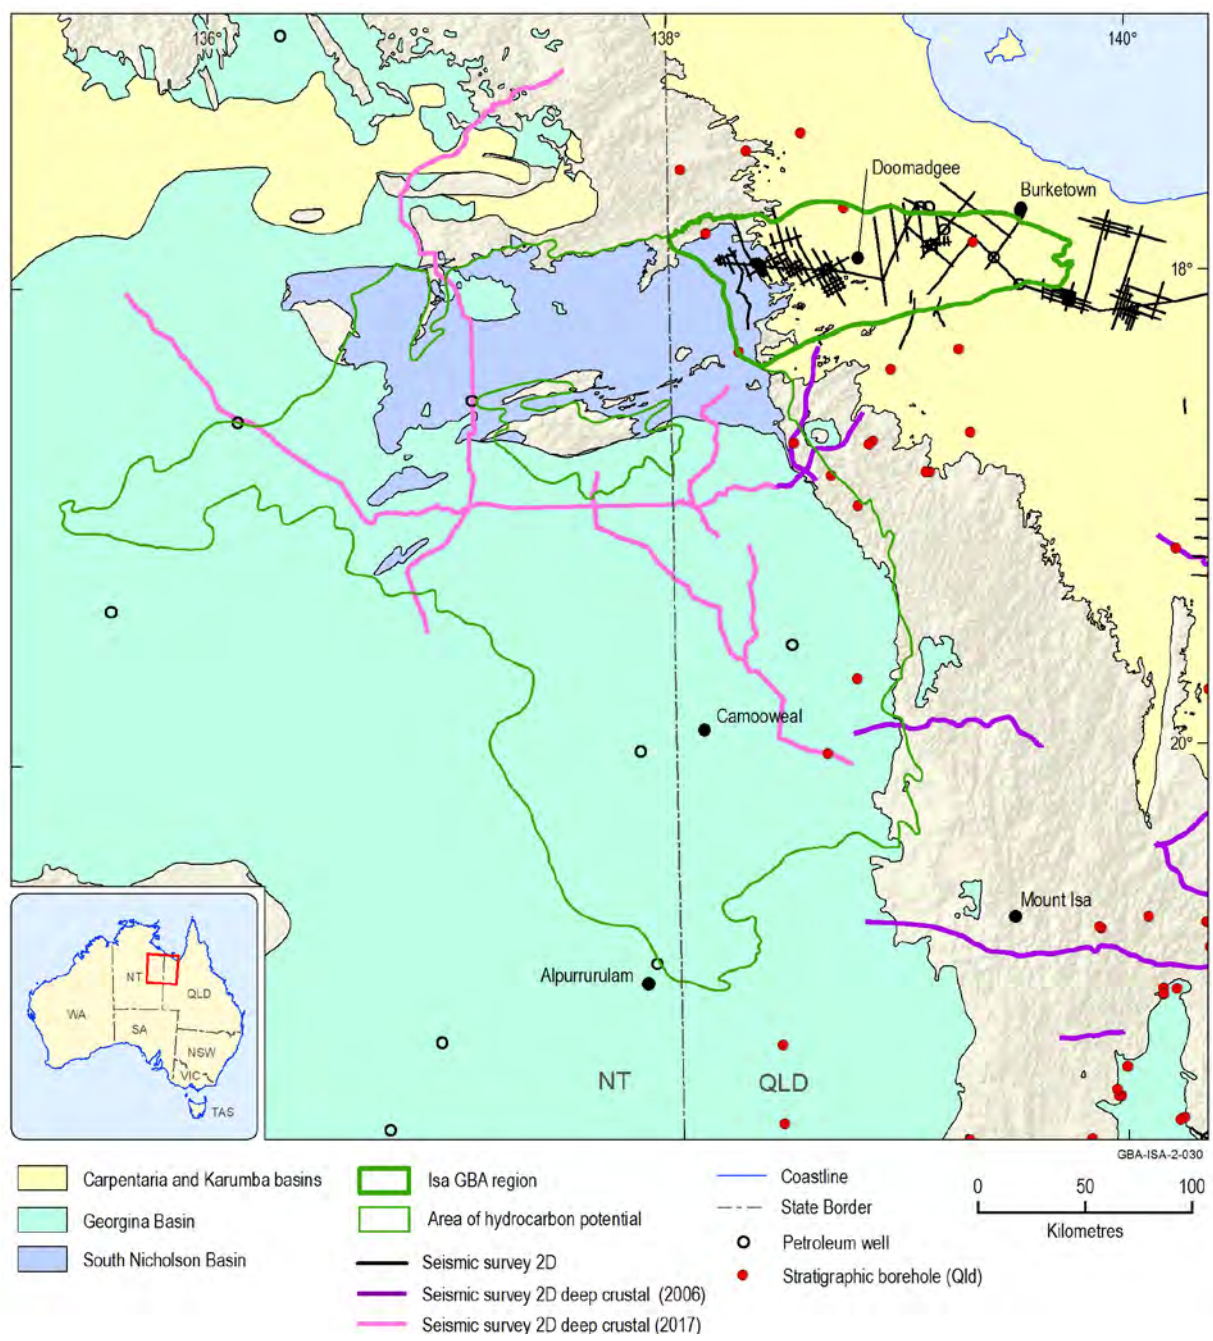 136°
138°
140°
Doomadgee
Burketown
18°
Camooweal
20°
Mount Isa
Alpurrurulam
NT
QLD
NT
QLD
WA
SA
NSW
VIC
TAS
GBA-ISA-2-030
Carpentaria and Karumba basins
Georgina Basin
South Nicholson Basin
Isa GBA region
Area of hydrocarbon potential
Seismic survey 2D
Seismic survey 2D deep crustal (2006)
Seismic survey 2D deep crustal (2017)
Coastline
State Border
Petroleum well
Stratigraphic borehole (Qld)
0 50 100
Kilometres